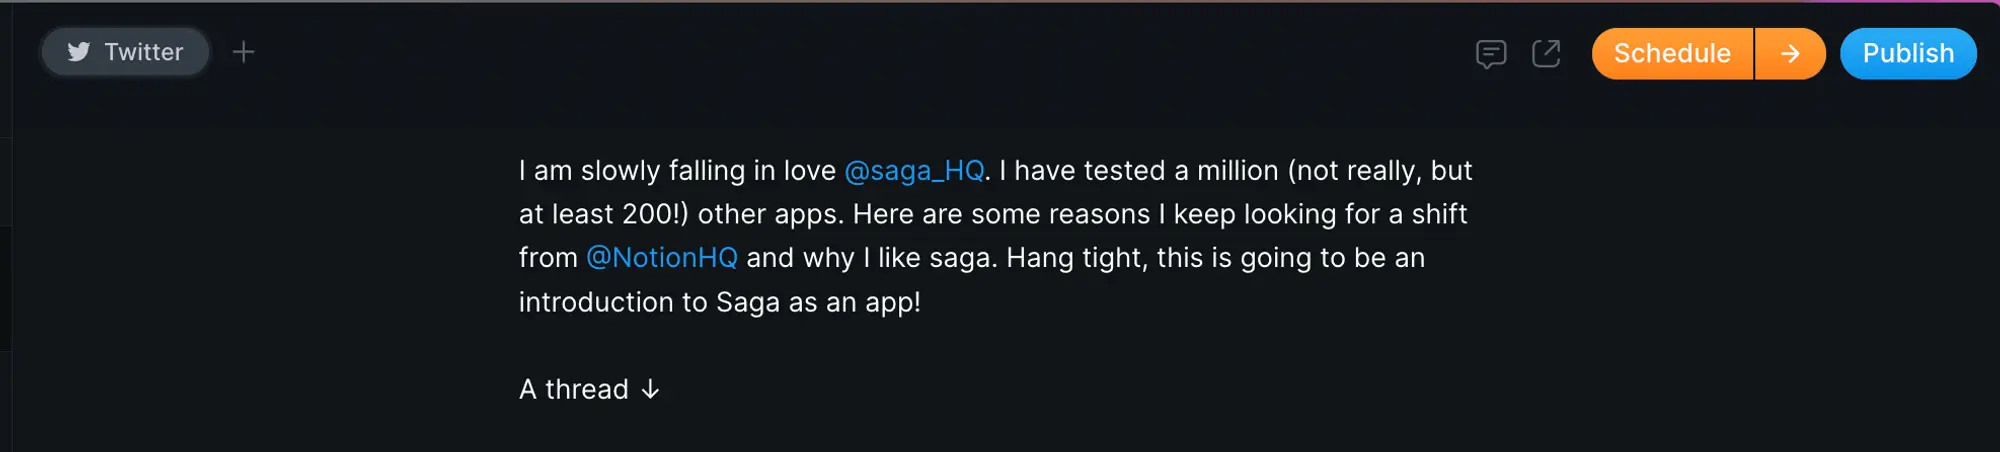 Twitter
Schedule → Publish
I am slowly falling in love @saga_HQ. I have tested a million (not really, but
at least 200!) other apps. Here are some reasons I keep looking for a shift
from @NotionHQ and why I like saga. Hang tight, this is going to be an
introduction to Saga as an app!
A thread ↓